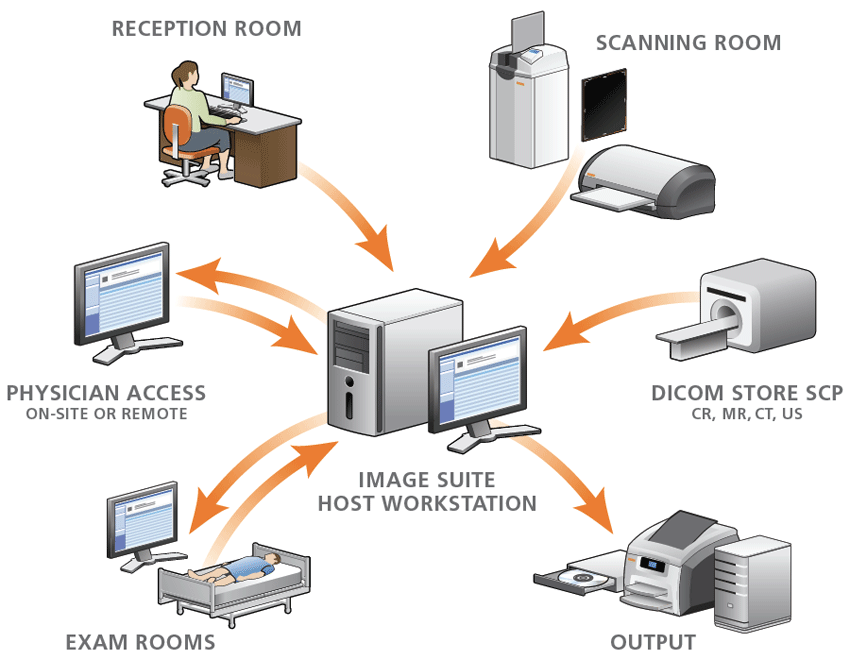 RECEPTION ROOM
SCANNING ROOM
PHYSICIAN ACCESS
ON-SITE OR REMOTE
DICOM STORE SCP
CR, MR, CT, US
IMAGE SUITE
HOST WORKSTATION
EXAM ROOMS
OUTPUT